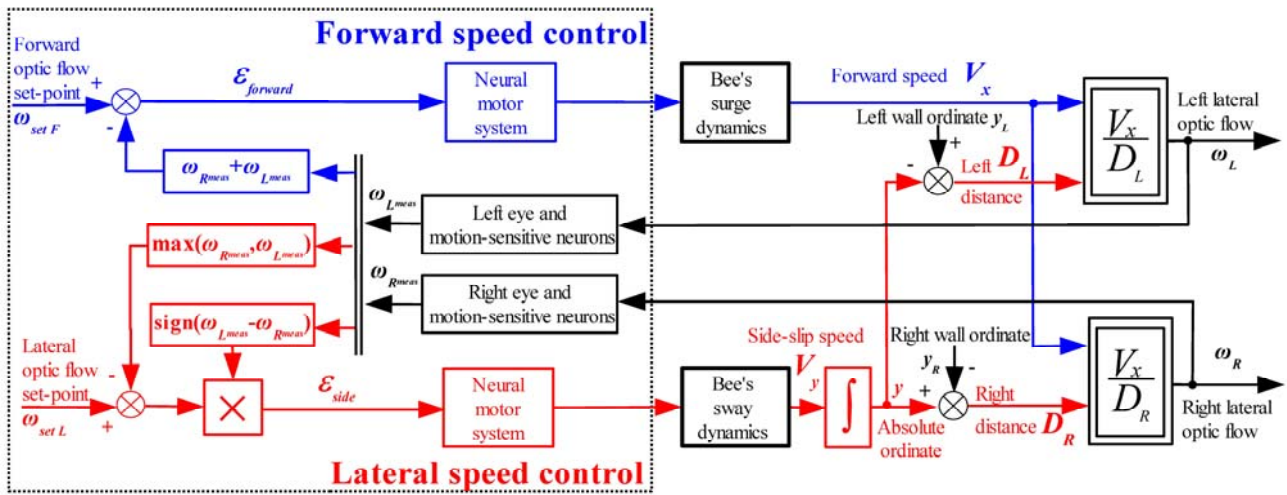 Forward speed control
Forward
optic flow
set-point
ω_set F
+
-
ε_forward
Neural
motor
system
Bee's
surge
dynamics
Forward speed V_x
Left wall ordinate y_L
+
-
Left D_L
distance
V_x
D_L
Left lateral
optic flow
ω_L
ω_Rmeas+ω_Lmeas
ω_Lmeas
Left eye and
motion-sensitive neurons
max(ω_Rmeas,ω_Lmeas)
ω_Rmeas
Right eye and
motion-sensitive neurons
sign(ω_Lmeas-ω_Rmeas)
Lateral
optic flow
set-point
ω_set L
-
+
×
ε_side
Neural
motor
system
Bee's
sway
dynamics
Side-slip speed
V_y
∫
y
Absolute
ordinate
Right wall ordinate
y_R
-
+
Right
distance D_R
V_x
D_R
ω_R
Right lateral
optic flow
Lateral speed control